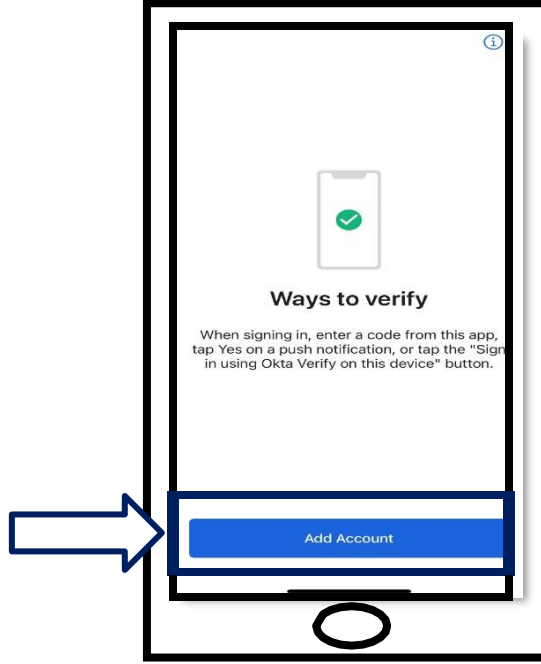 Ways to verify
When signing in, enter a code from this app,
tap Yes on a push notification, or tap the "Sign
in using Okta Verify on this device" button.
Add Account